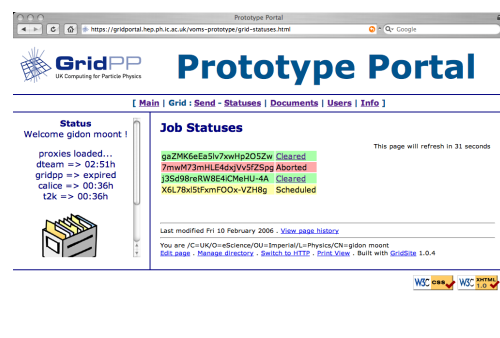 Prototype Portal
https://gridportal.hep.ph.ic.ac.uk/voms-prototype/grid-statuses.html
Google
GridPP
UK Computing for Particle Physics
Prototype Portal
[ Main | Grid : Send - Statuses | Documents | Users | Info ]
Status
Welcome gidon moont !
proxies loaded...
dteam => 02:51h
gridpp => expired
calice => 00:36h
t2k => 00:36h
Job Statuses
This page will refresh in 31 seconds
gaZMK6eEa5lv7xwHp2O5Zw Cleared
7mwM73mHLE4dxjVv5fZSpg Aborted
j3Sd98reRW8E4iCMeHU-4A Cleared
X6L78xl5tFxmFOOx-VZH8g Scheduled
Last modified Fri 10 February 2006 . View page history
You are /C=UK/O=eScience/OU=Imperial/L=Physics/CN=gidon moont
Edit page . Manage directory . Switch to HTTP . Print View . Built with GridSite 1.0.4
W3C css
W3C XHTML 1.0